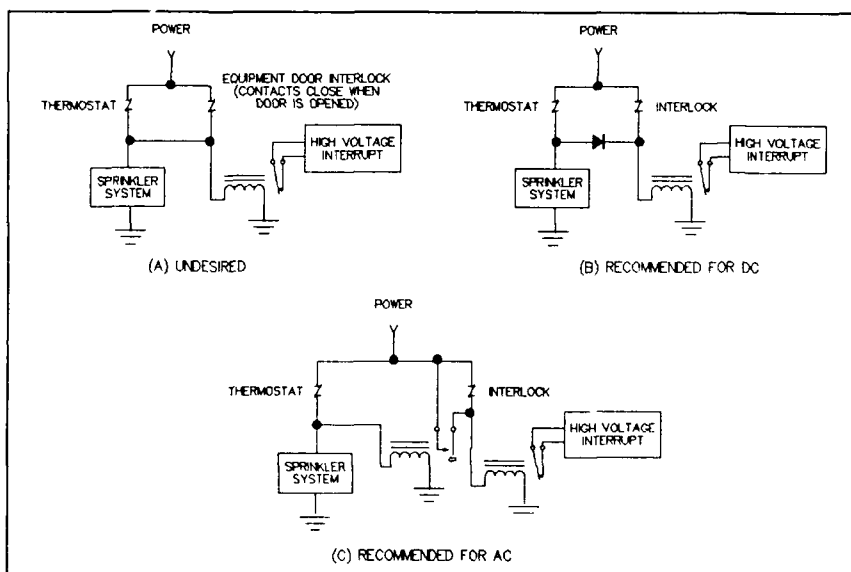 POWER
EQUIPMENT DOOR INTERLOCK
(CONTACTS CLOSE WHEN
DOOR IS OPENED)
THERMOSTAT
HIGH VOLTAGE
INTERRUPT
SPRINKLER
SYSTEM
(A) UNDESIRED
POWER
THERMOSTAT
INTERLOCK
HIGH VOLTAGE
INTERRUPT
SPRINKLER
SYSTEM
(B) RECOMMENDED FOR DC
POWER
THERMOSTAT
INTERLOCK
HIGH VOLTAGE
INTERRUPT
SPRINKLER
SYSTEM
(C) RECOMMENDED FOR AC